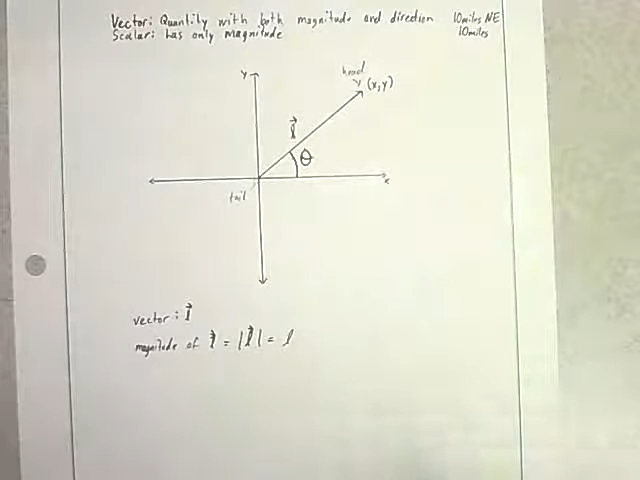 Vector: Quantity with both magnitude and direction 10miles NE
Scalar: has only magnitude 10miles
head
y
(x,y)
l⃗
θ
x
tail
vector: l⃗
magnitude of l⃗ = |l⃗| = l